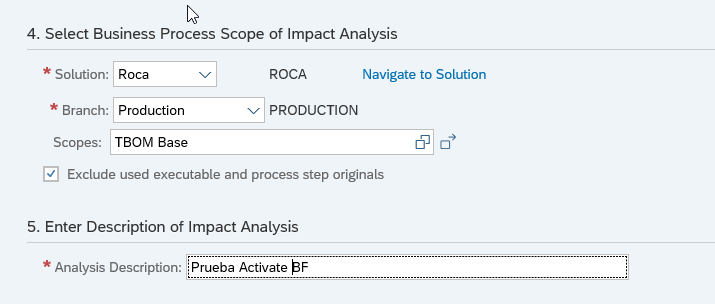 4. Select Business Process Scope of Impact Analysis
* Solution: Roca ROCA Navigate to Solution
* Branch: Production PRODUCTION
Scopes: TBOM Base
Exclude used executable and process step originals
5. Enter Description of Impact Analysis
* Analysis Description: Prueba Activate BF